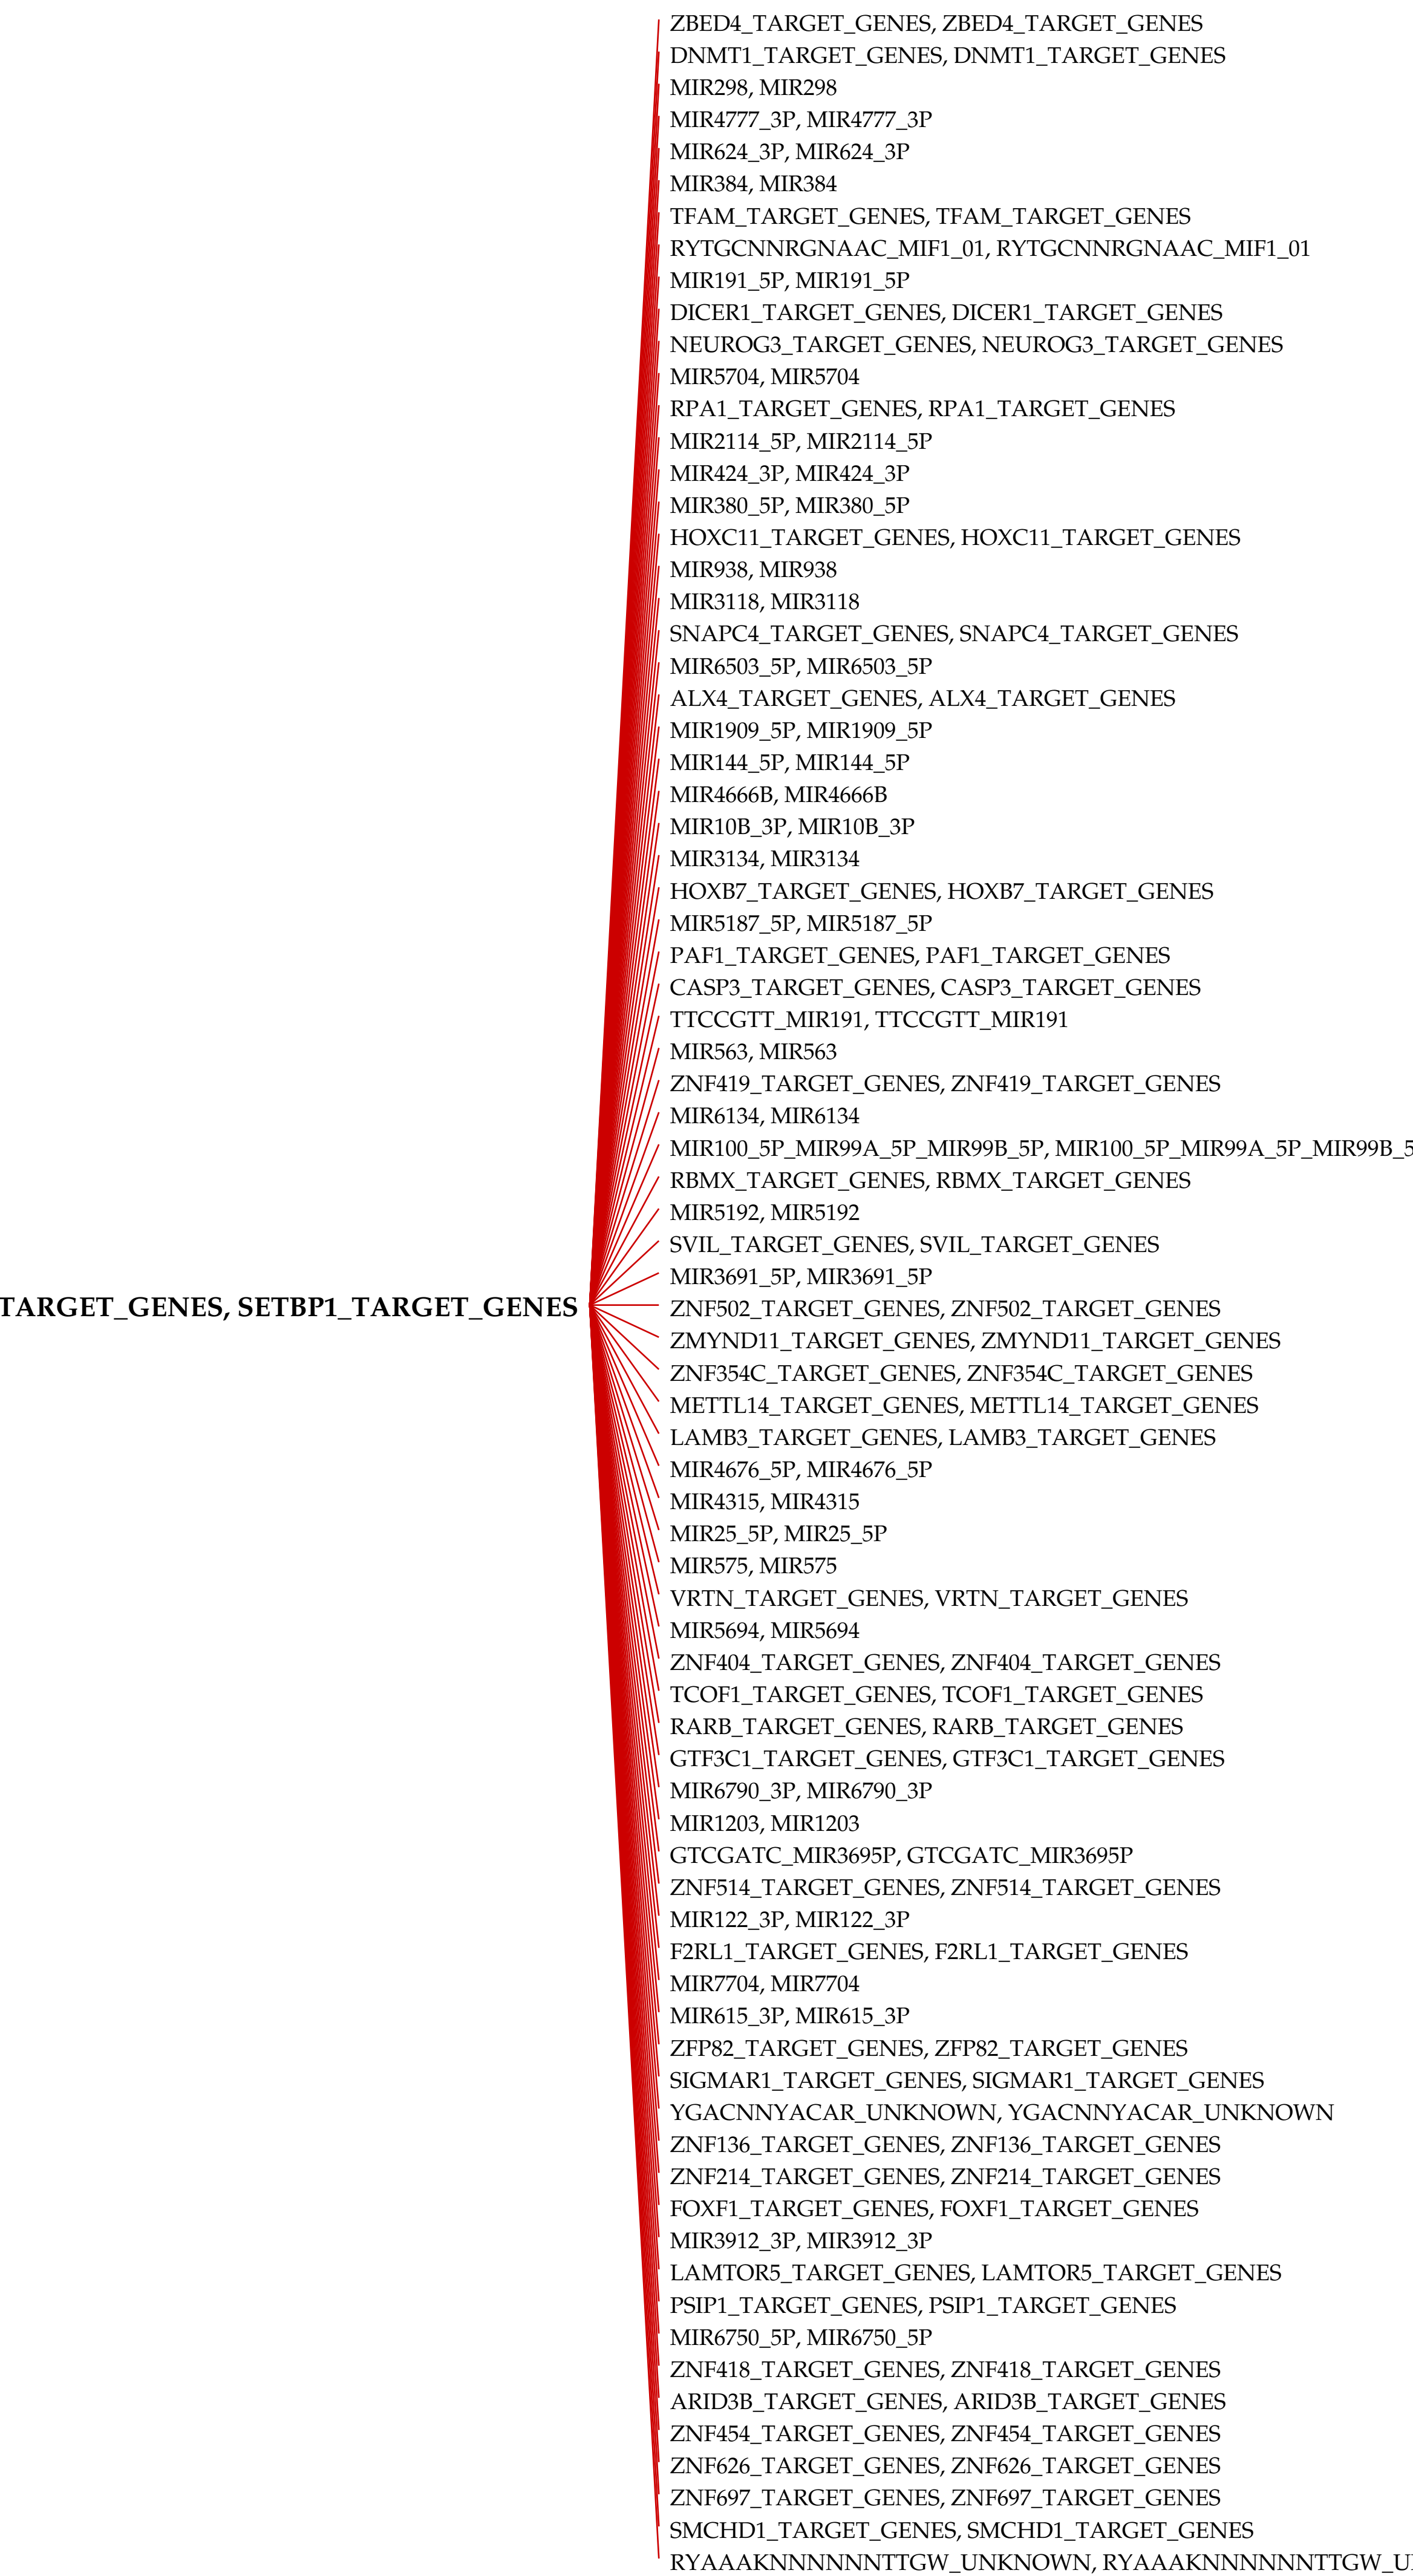 ZBED4_TARGET_GENES, ZBED4_TARGET_GENES
DNMT1_TARGET_GENES, DNMT1_TARGET_GENES
MIR298, MIR298
MIR4777_3P, MIR4777_3P
MIR624_3P, MIR624_3P
MIR384, MIR384
TFAM_TARGET_GENES, TFAM_TARGET_GENES
RYTGCNNRGNAAC_MIF1_01, RYTGCNNRGNAAC_MIF1_01
MIR191_5P, MIR191_5P
DICER1_TARGET_GENES, DICER1_TARGET_GENES
NEUROG3_TARGET_GENES, NEUROG3_TARGET_GENES
MIR5704, MIR5704
RPA1_TARGET_GENES, RPA1_TARGET_GENES
MIR2114_5P, MIR2114_5P
MIR424_3P, MIR424_3P
MIR380_5P, MIR380_5P
HOXC11_TARGET_GENES, HOXC11_TARGET_GENES
MIR938, MIR938
MIR3118, MIR3118
SNAPC4_TARGET_GENES, SNAPC4_TARGET_GENES
MIR6503_5P, MIR6503_5P
ALX4_TARGET_GENES, ALX4_TARGET_GENES
MIR1909_5P, MIR1909_5P
MIR144_5P, MIR144_5P
MIR4666B, MIR4666B
MIR10B_3P, MIR10B_3P
MIR3134, MIR3134
HOXB7_TARGET_GENES, HOXB7_TARGET_GENES
MIR5187_5P, MIR5187_5P
PAF1_TARGET_GENES, PAF1_TARGET_GENES
CASP3_TARGET_GENES, CASP3_TARGET_GENES
TTCCGTT_MIR191, TTCCGTT_MIR191
MIR563, MIR563
ZNF419_TARGET_GENES, ZNF419_TARGET_GENES
MIR6134, MIR6134
MIR100_5P_MIR99A_5P_MIR99B_5P, MIR100_5P_MIR99A_5P_MIR99B_5
RBMX_TARGET_GENES, RBMX_TARGET_GENES
MIR5192, MIR5192
SVIL_TARGET_GENES, SVIL_TARGET_GENES
MIR3691_5P, MIR3691_5P
TARGET_GENES, SETBP1_TARGET_GENES
ZNF502_TARGET_GENES, ZNF502_TARGET_GENES
ZMYND11_TARGET_GENES, ZMYND11_TARGET_GENES
ZNF354C_TARGET_GENES, ZNF354C_TARGET_GENES
METTL14_TARGET_GENES, METTL14_TARGET_GENES
LAMB3_TARGET_GENES, LAMB3_TARGET_GENES
MIR4676_5P, MIR4676_5P
MIR4315, MIR4315
MIR25_5P, MIR25_5P
MIR575, MIR575
VRTN_TARGET_GENES, VRTN_TARGET_GENES
MIR5694, MIR5694
ZNF404_TARGET_GENES, ZNF404_TARGET_GENES
TCOF1_TARGET_GENES, TCOF1_TARGET_GENES
RARB_TARGET_GENES, RARB_TARGET_GENES
GTF3C1_TARGET_GENES, GTF3C1_TARGET_GENES
MIR6790_3P, MIR6790_3P
MIR1203, MIR1203
GTCGATC_MIR3695P, GTCGATC_MIR3695P
ZNF514_TARGET_GENES, ZNF514_TARGET_GENES
MIR122_3P, MIR122_3P
F2RL1_TARGET_GENES, F2RL1_TARGET_GENES
MIR7704, MIR7704
MIR615_3P, MIR615_3P
ZFP82_TARGET_GENES, ZFP82_TARGET_GENES
SIGMAR1_TARGET_GENES, SIGMAR1_TARGET_GENES
YGACNNYACAR_UNKNOWN, YGACNNYACAR_UNKNOWN
ZNF136_TARGET_GENES, ZNF136_TARGET_GENES
ZNF214_TARGET_GENES, ZNF214_TARGET_GENES
FOXF1_TARGET_GENES, FOXF1_TARGET_GENES
MIR3912_3P, MIR3912_3P
LAMTOR5_TARGET_GENES, LAMTOR5_TARGET_GENES
PSIP1_TARGET_GENES, PSIP1_TARGET_GENES
MIR6750_5P, MIR6750_5P
ZNF418_TARGET_GENES, ZNF418_TARGET_GENES
ARID3B_TARGET_GENES, ARID3B_TARGET_GENES
ZNF454_TARGET_GENES, ZNF454_TARGET_GENES
ZNF626_TARGET_GENES, ZNF626_TARGET_GENES
ZNF697_TARGET_GENES, ZNF697_TARGET_GENES
SMCHD1_TARGET_GENES, SMCHD1_TARGET_GENES
RYAAAKNNNNNNTTGW_UNKNOWN, RYAAAKNNNNNNTTGW_U